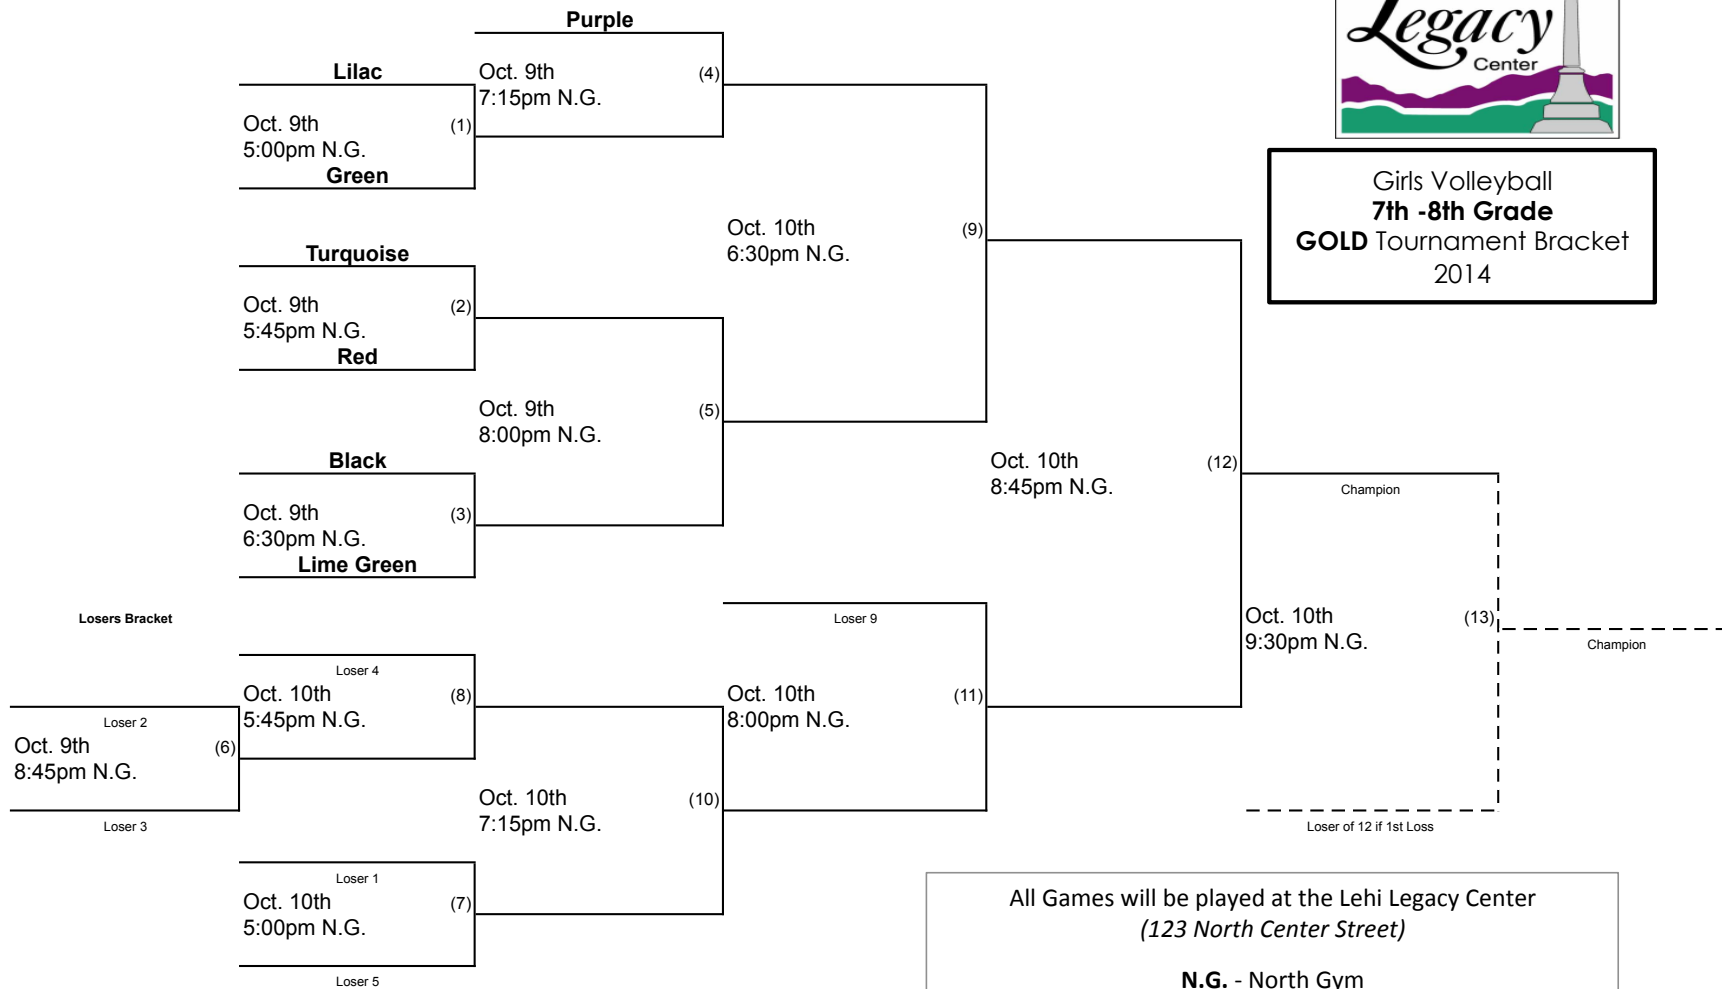 Legacy
Center
Girls Volleyball
7th -8th Grade
GOLD Tournament Bracket
2014
Purple
Oct. 9th (4)
7:15pm N.G.
Lilac
Oct. 9th (1)
5:00pm N.G.
Green
Turquoise
Oct. 9th (2)
5:45pm N.G.
Red
Oct. 10th (9)
6:30pm N.G.
Oct. 9th (5)
8:00pm N.G.
Black
Oct. 9th (3)
6:30pm N.G.
Lime Green
Oct. 10th (12)
8:45pm N.G.
Champion
Losers Bracket
Loser 9
Oct. 10th (13)
9:30pm N.G.
Champion
Loser 4
Oct. 10th (8)
5:45pm N.G.
Oct. 10th (11)
8:00pm N.G.
Loser 2
Oct. 9th (6)
8:45pm N.G.
Loser 3
Oct. 10th (10)
7:15pm N.G.
Loser of 12 if 1st Loss
Loser 1
Oct. 10th (7)
5:00pm N.G.
Loser 5
All Games will be played at the Lehi Legacy Center
(123 North Center Street)
N.G. - North Gym